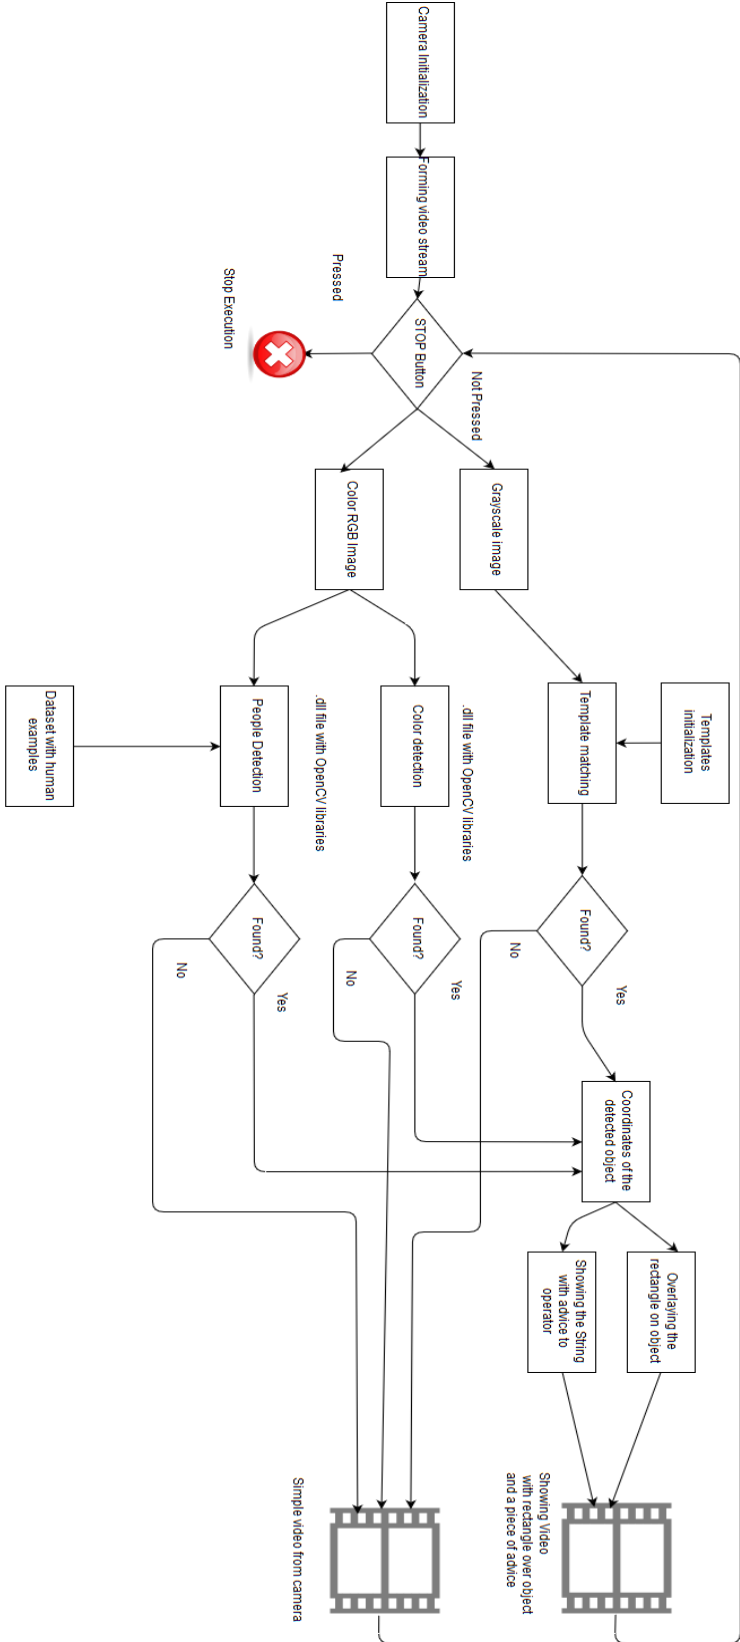 Camera Initialization
Forming video stream
STOP Button
Pressed
Stop Execution
Not Pressed
Grayscale image
Color RGB Image
Templates
initialization
Template matching
.dll file with OpenCV libraries
Color detection
.dll file with OpenCV libraries
People Detection
Dataset with human
examples
Found?
Yes
No
Found?
Yes
No
Found?
Yes
No
Coordinates of the
detected object
Overlaying the
rectangle on object
Showing the String
with advice to
operator
Showing Video
with rectangle over object
and a piece of advice
Simple video from camera